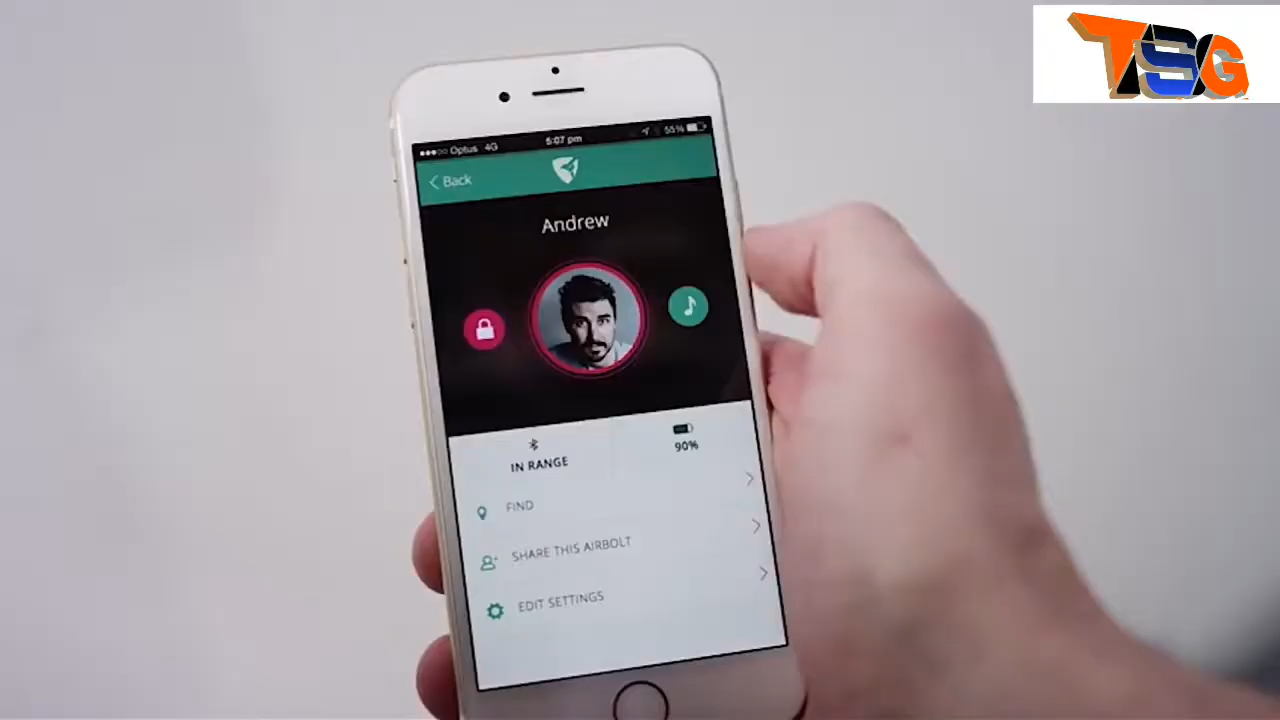 TSG
Optus 4G 5:07 pm 55%
Back
Andrew
IN RANGE
90%
FIND
SHARE THIS AIRBOLT
EDIT SETTINGS